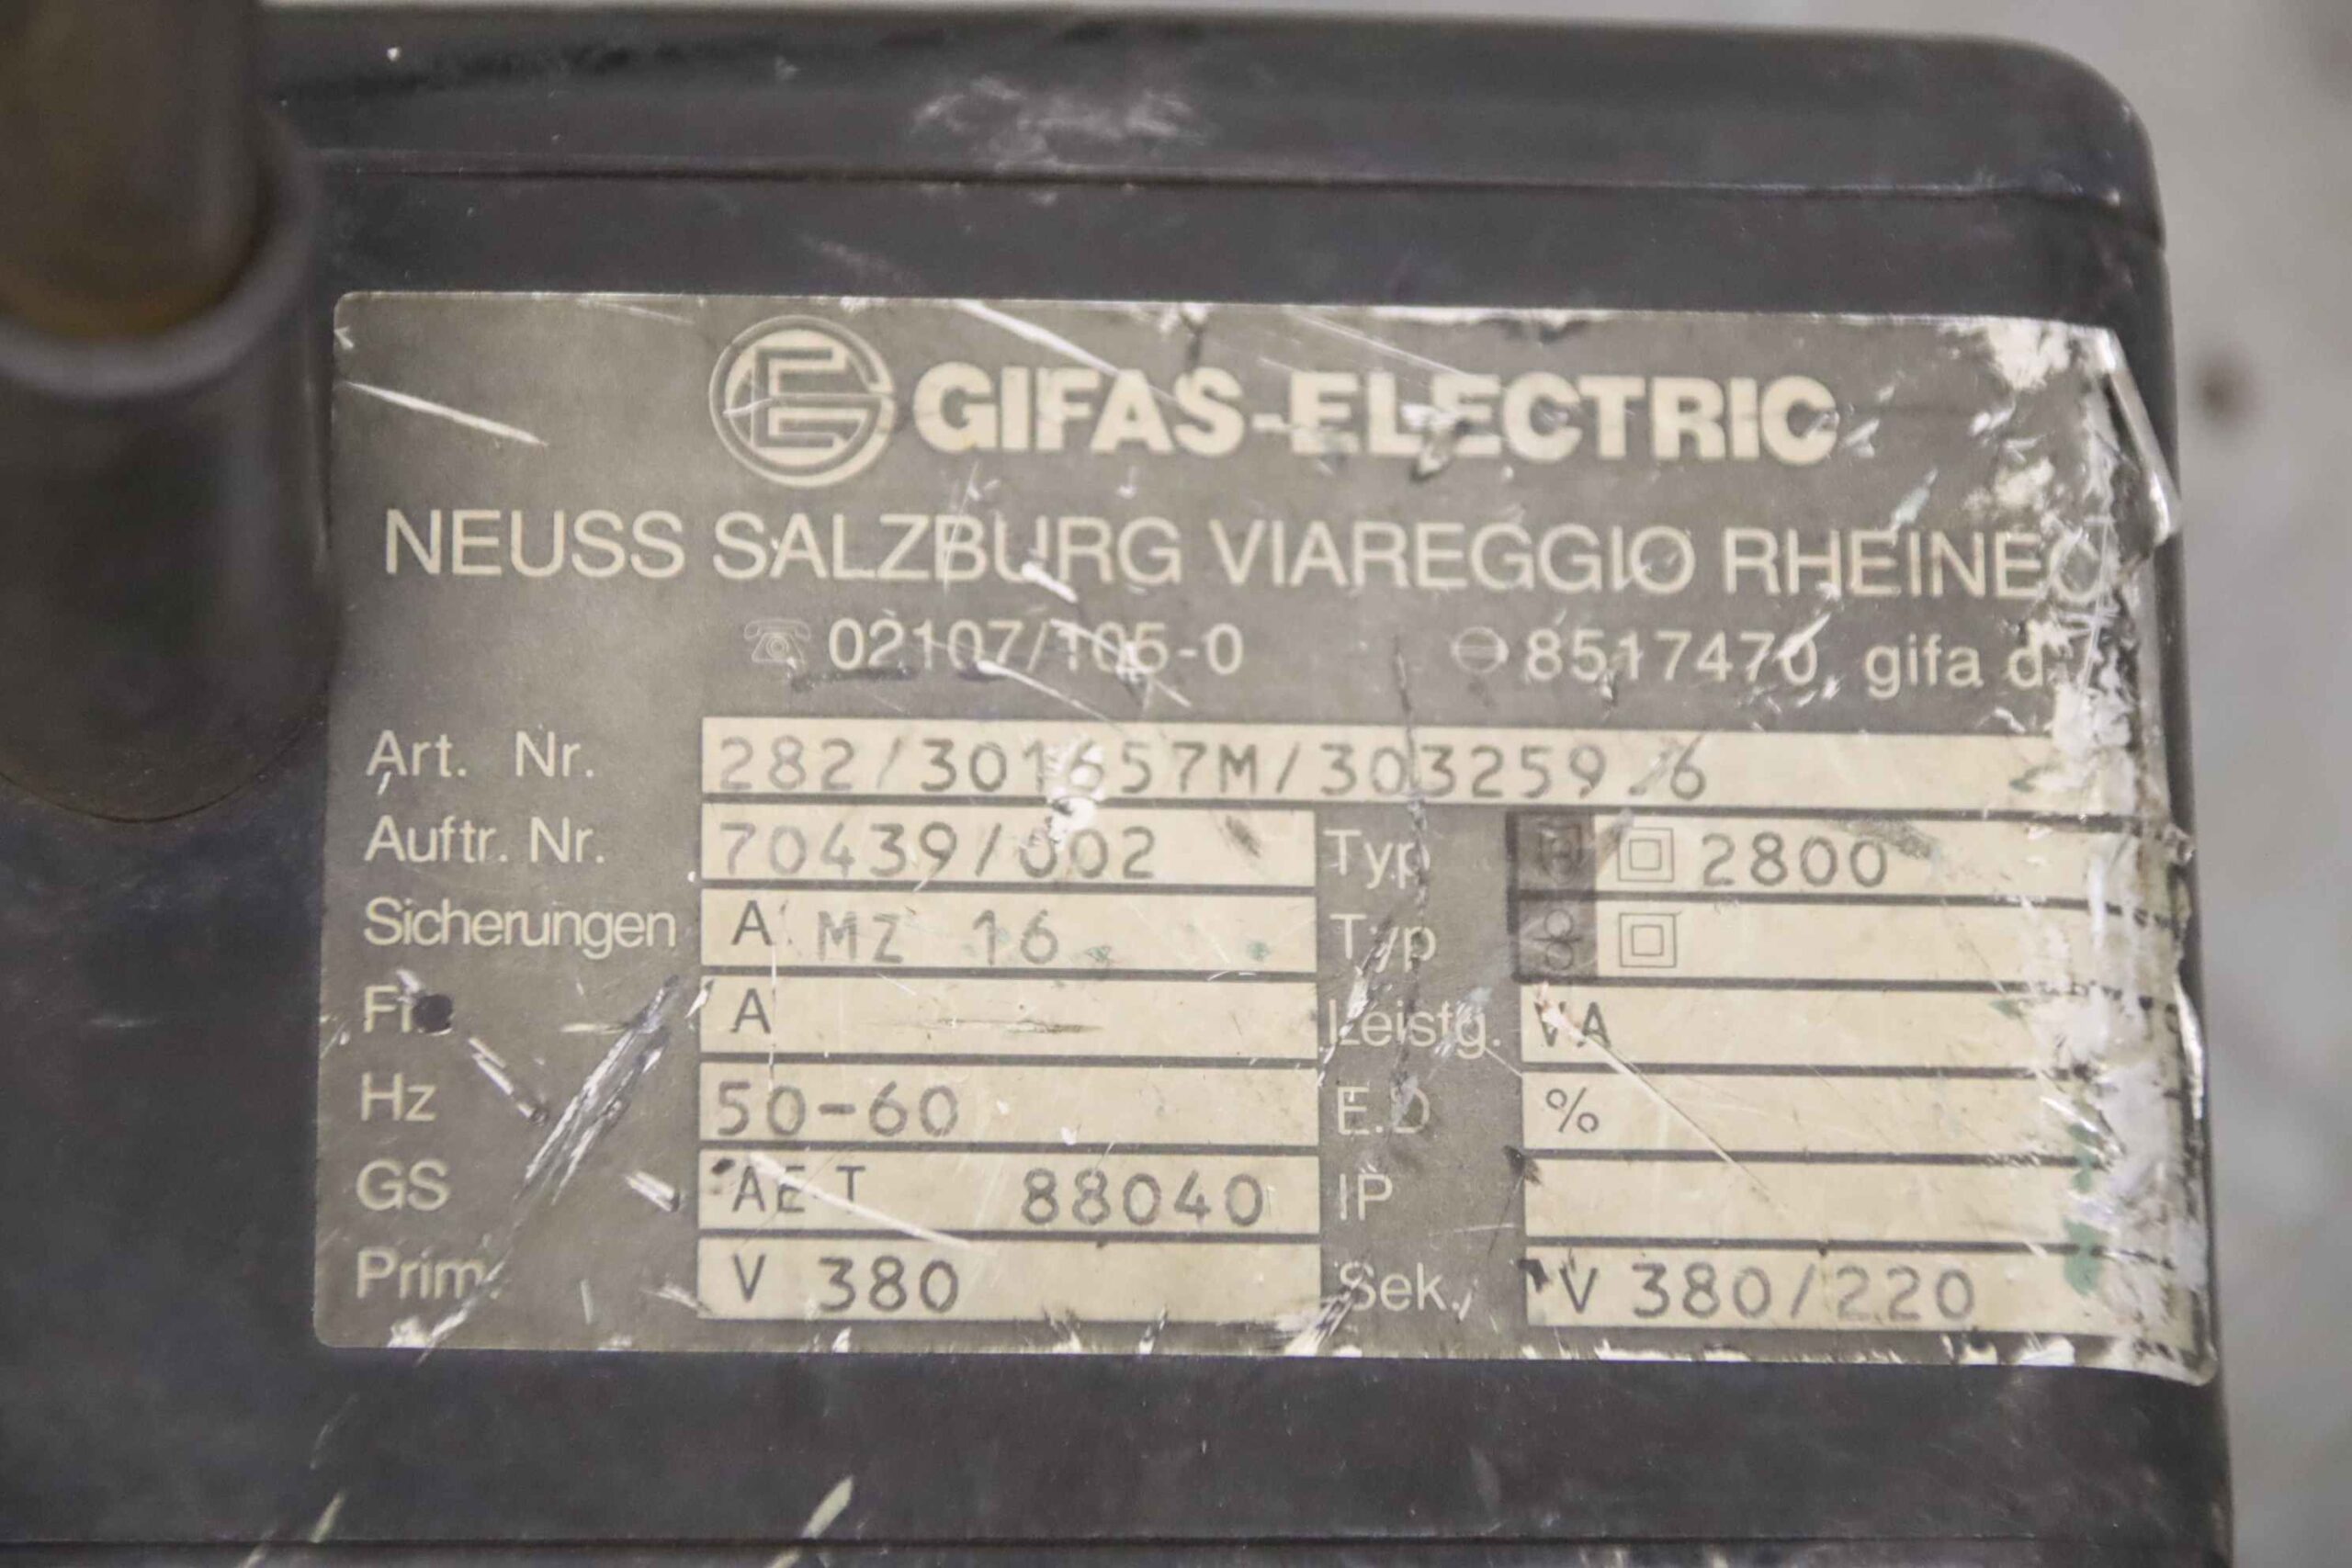 GIFAS-ELECTRIC
NEUSS SALZBURG VIAREGGIO RHEINEC
02107/105-0 8517470 gifa d
Art. Nr. 282/301657M/303259.6
Auftr. Nr. 70439/002 Typ 2800
Sicherungen A MZ 16 Typ
A Leistg. VA
Hz 50-60 E.D %
GS AET 88040 IP
Prim. V 380 Sek. V 380/220